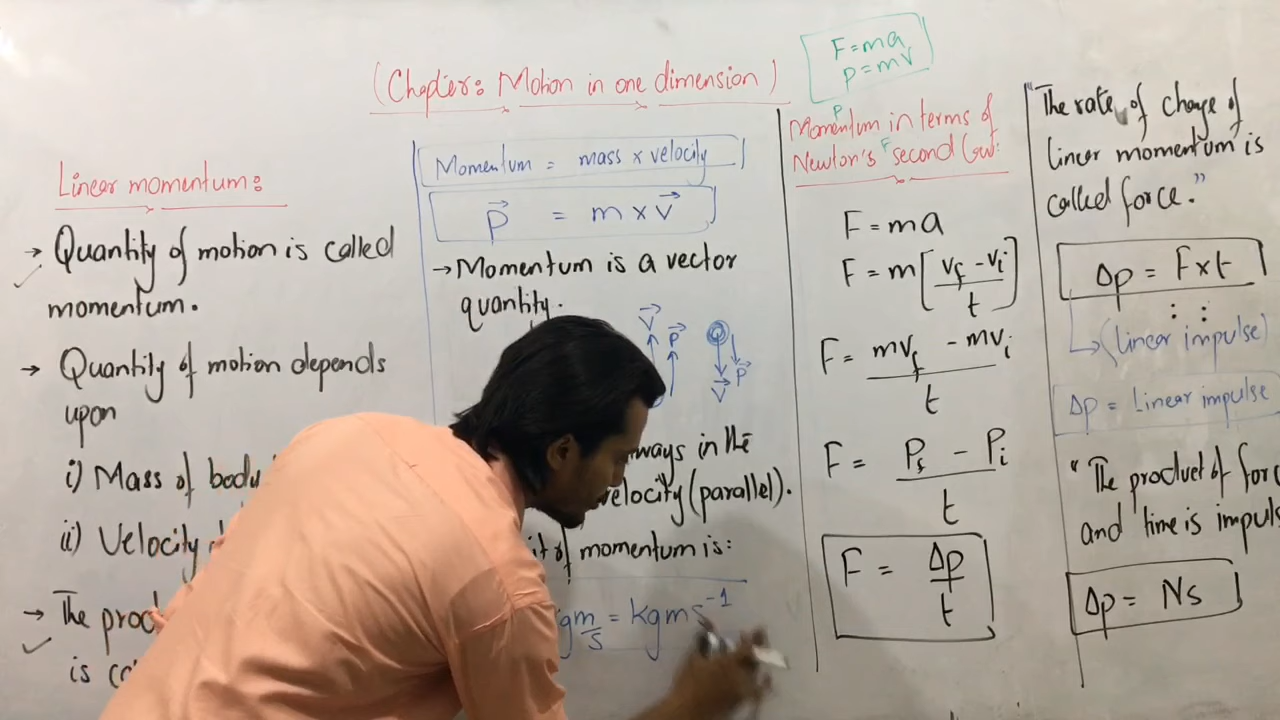 F=ma
P=mV
(Chapter: Motion in one dimension)
Linear momentum:
→ Quantity of motion is called
momentum.
→ Quantity of motion depends
upon
i) Mass of body
ii) Velocity
→ The
is
Momentum = mass x velocity
P⃗ = m x V⃗
→ Momentum is a vector
quantity.
V⃗ P⃗
P⃗
V⃗
in the
velocity (parallel).
of momentum is:
m/s = kgms⁻¹
P
Momentum in terms of
F
Newton's second Law:
F = ma
F = m[(Vf - Vi)/t]
F = (mVf - mVi)/t
F = (Pf - Pi)/t
F = Δp/t
"The rate of change of
linear momentum is
called force."
Δp = F x t
(linear impulse)
Δp = Linear impulse
"The product of
and time is
Δp = Ns